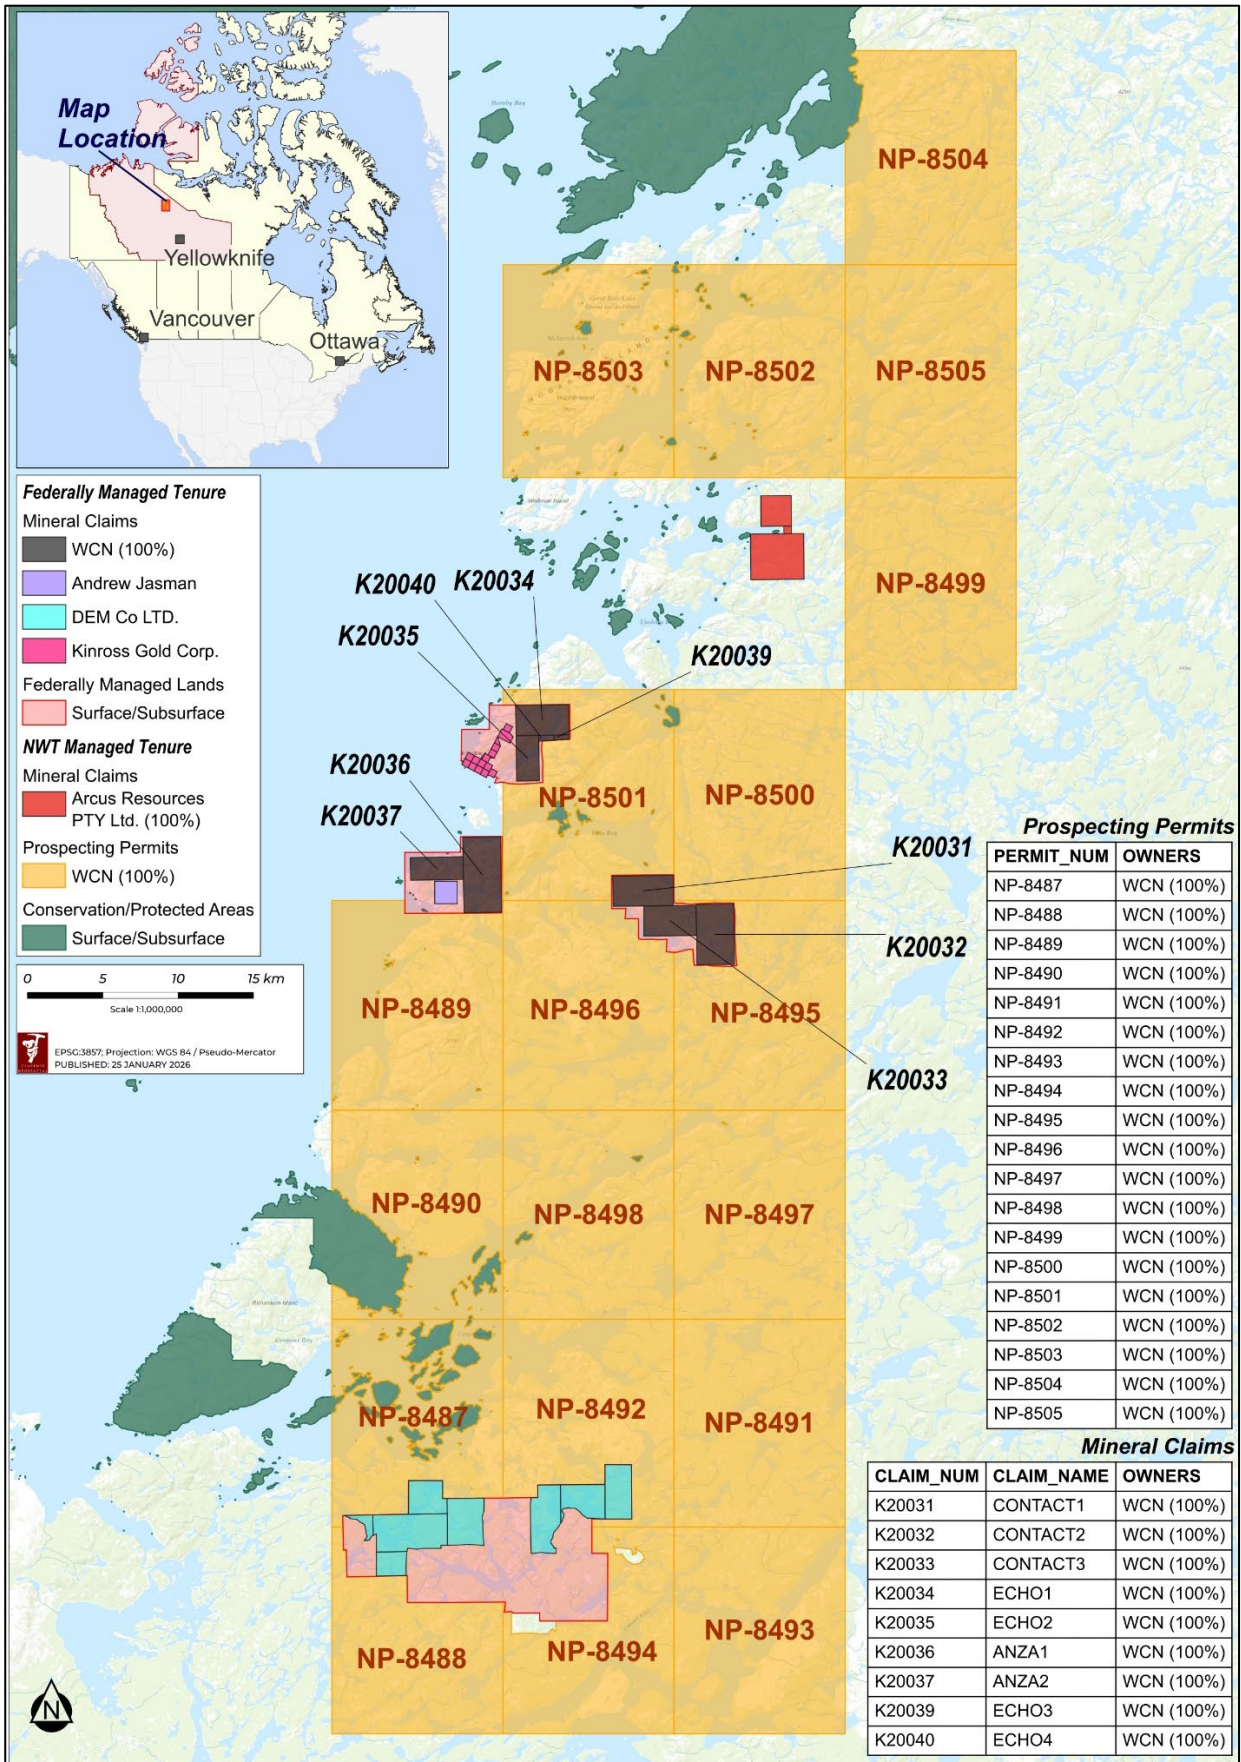 Map
Location
Yellowknife
Vancouver
Ottawa
Federally Managed Tenure
Mineral Claims
WCN (100%)
Andrew Jasman
DEM Co LTD.
Kinross Gold Corp.
Federally Managed Lands
Surface/Subsurface
NWT Managed Tenure
Mineral Claims
Arcus Resources
PTY Ltd. (100%)
Prospecting Permits
WCN (100%)
Conservation/Protected Areas
Surface/Subsurface
0 5 10 15 km
Scale 1:1,000,000
EPSG:3857; Projection: WGS 84 / Pseudo-Mercator
PUBLISHED: 25 JANUARY 2026
N
Hornby Bay
NP-8504
NP-8503
NP-8502
NP-8505
NP-8499
K20040
K20034
K20035
K20039
K20036
K20037
NP-8501
NP-8500
K20031
K20032
K20033
NP-8489
NP-8496
NP-8495
NP-8490
NP-8498
NP-8497
Richardson Island
NP-8487
NP-8492
NP-8491
NP-8488
NP-8494
NP-8493
Prospecting Permits
PERMIT_NUM OWNERS
NP-8487 WCN (100%)
NP-8488 WCN (100%)
NP-8489 WCN (100%)
NP-8490 WCN (100%)
NP-8491 WCN (100%)
NP-8492 WCN (100%)
NP-8493 WCN (100%)
NP-8494 WCN (100%)
NP-8495 WCN (100%)
NP-8496 WCN (100%)
NP-8497 WCN (100%)
NP-8498 WCN (100%)
NP-8499 WCN (100%)
NP-8500 WCN (100%)
NP-8501 WCN (100%)
NP-8502 WCN (100%)
NP-8503 WCN (100%)
NP-8504 WCN (100%)
NP-8505 WCN (100%)
Mineral Claims
CLAIM_NUM CLAIM_NAME OWNERS
K20031 CONTACT1 WCN (100%)
K20032 CONTACT2 WCN (100%)
K20033 CONTACT3 WCN (100%)
K20034 ECHO1 WCN (100%)
K20035 ECHO2 WCN (100%)
K20036 ANZA1 WCN (100%)
K20037 ANZA2 WCN (100%)
K20039 ECHO3 WCN (100%)
K20040 ECHO4 WCN (100%)